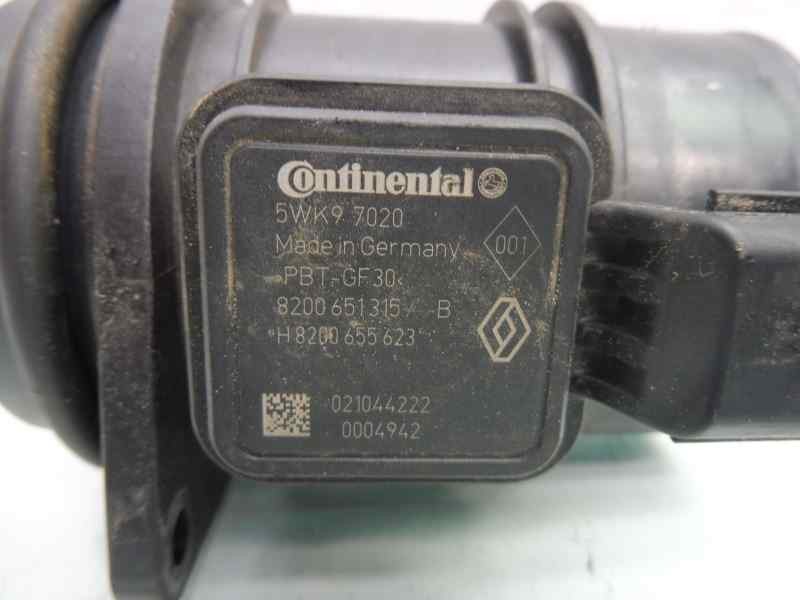 Continental
5WK9 7020
Made in Germany
001
>PBT-GF30<
8200 651 315 B
"H 8200 655 623"
021044222
0004942